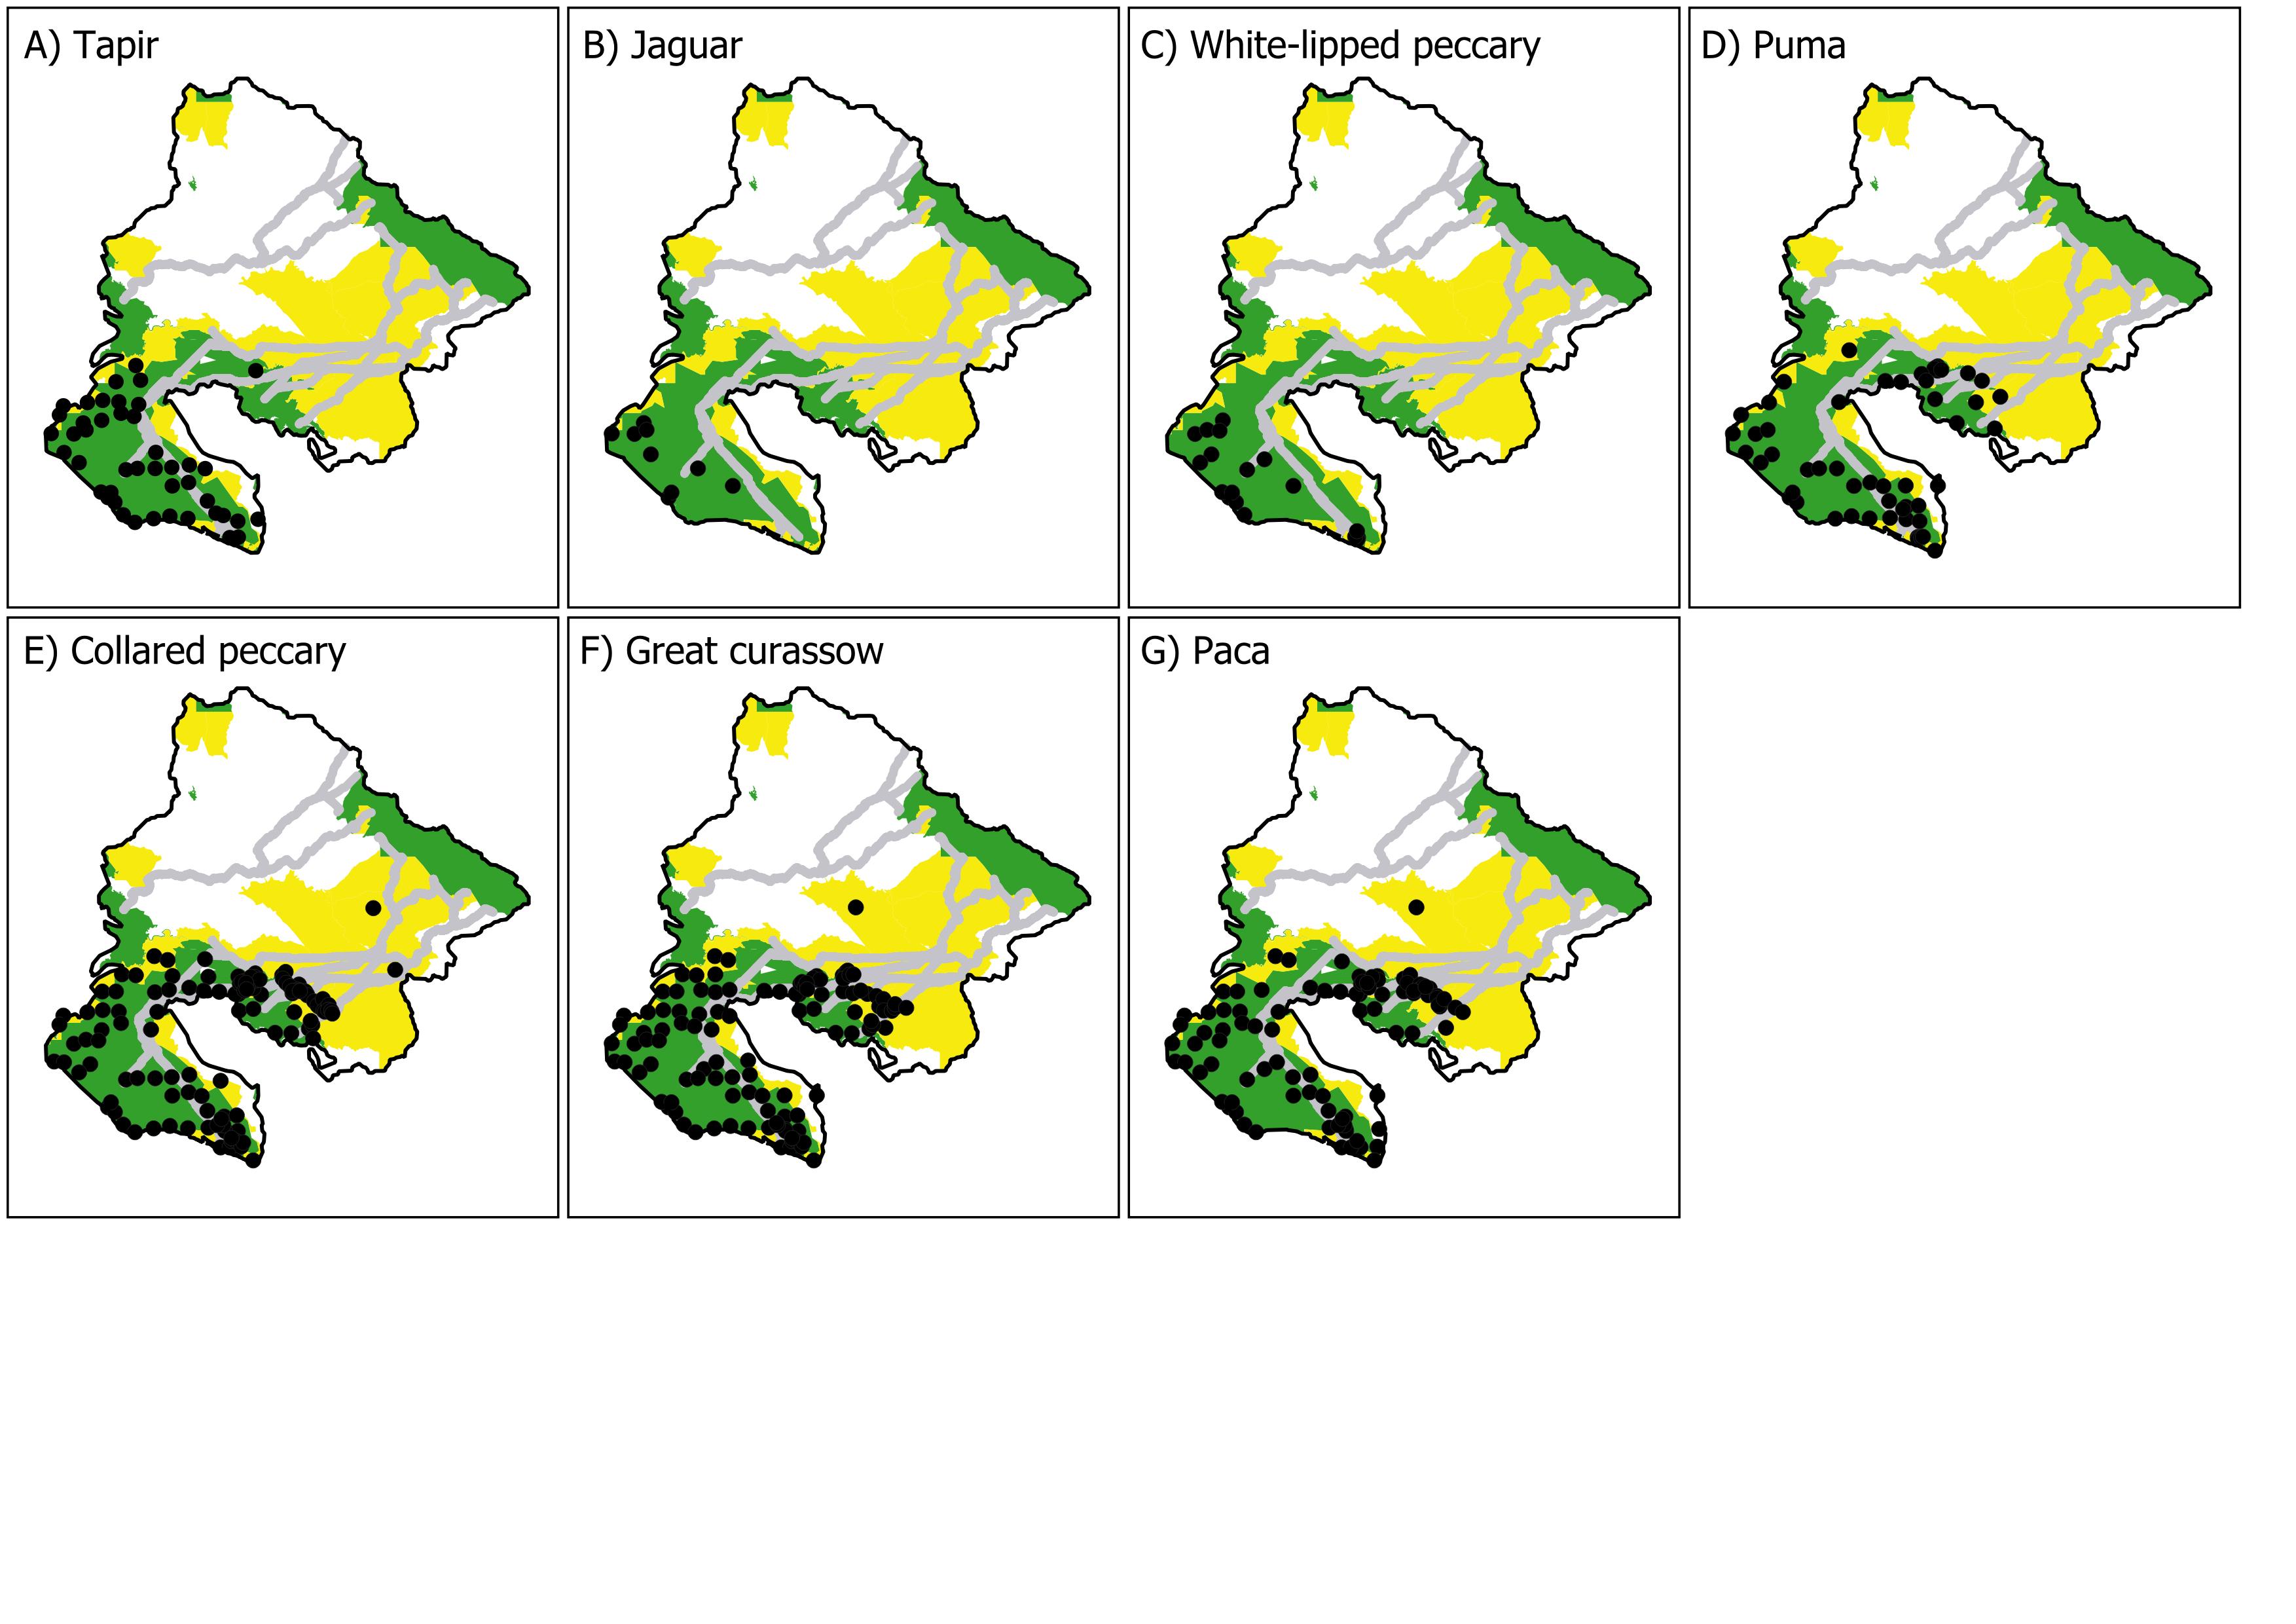 A) Tapir
B) Jaguar
C) White-lipped peccary
D) Puma
E) Collared peccary
F) Great curassow
G) Paca